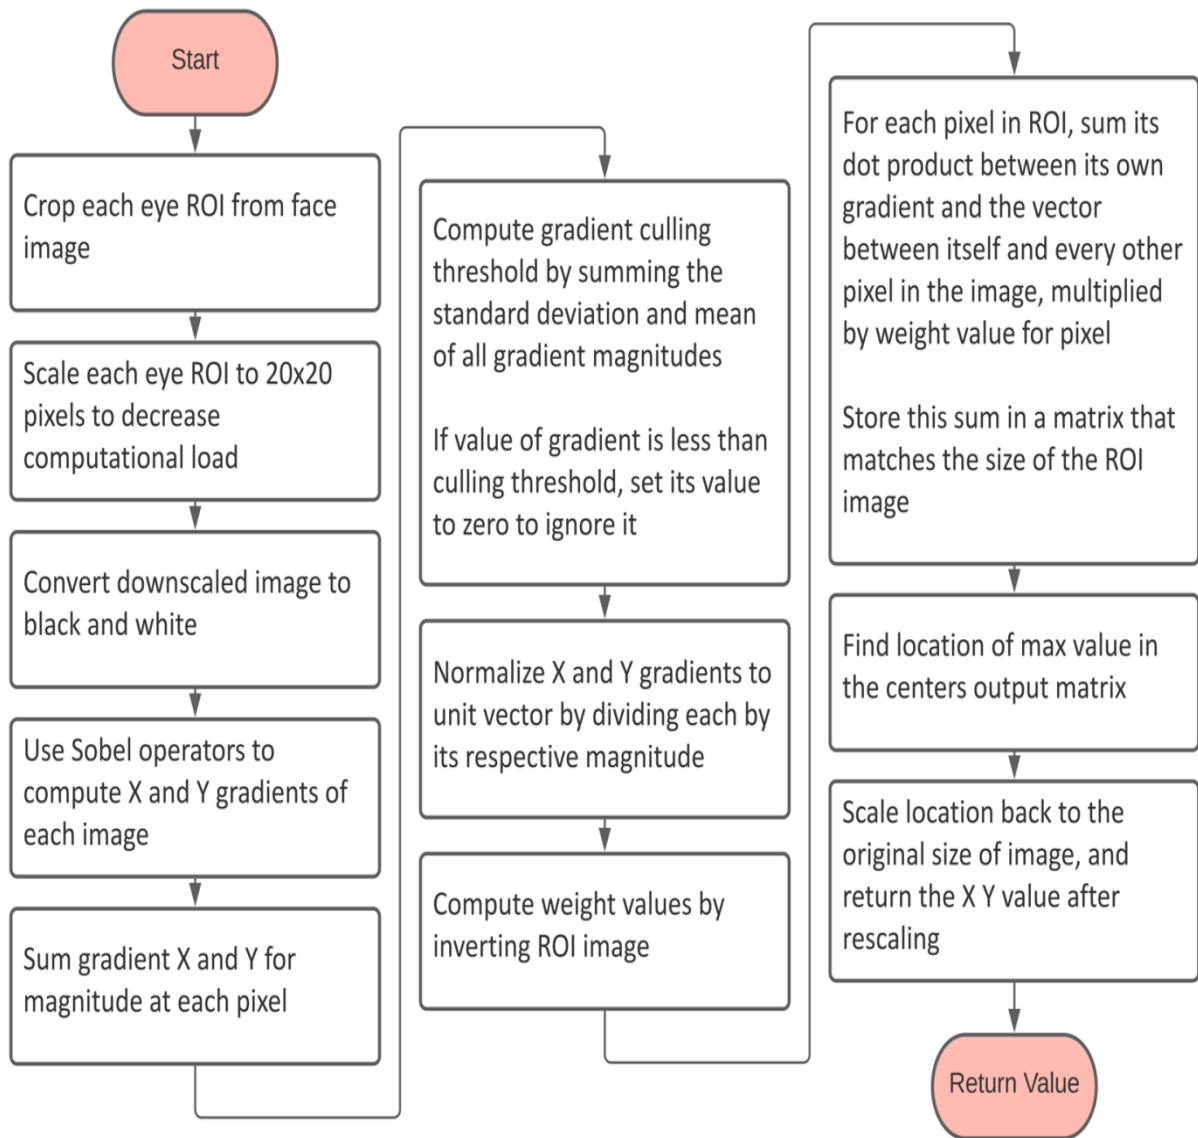 Start
Crop each eye ROI from face
image
Scale each eye ROI to 20x20
pixels to decrease
computational load
Convert downscaled image to
black and white
Use Sobel operators to
compute X and Y gradients of
each image
Sum gradient X and Y for
magnitude at each pixel
Compute gradient culling
threshold by summing the
standard deviation and mean
of all gradient magnitudes
If value of gradient is less than
culling threshold, set its value
to zero to ignore it
Normalize X and Y gradients to
unit vector by dividing each by
its respective magnitude
Compute weight values by
inverting ROI image
For each pixel in ROI, sum its
dot product between its own
gradient and the vector
between itself and every other
pixel in the image, multiplied
by weight value for pixel
Store this sum in a matrix that
matches the size of the ROI
image
Find location of max value in
the centers output matrix
Scale location back to the
original size of image, and
return the X Y value after
rescaling
Return Value